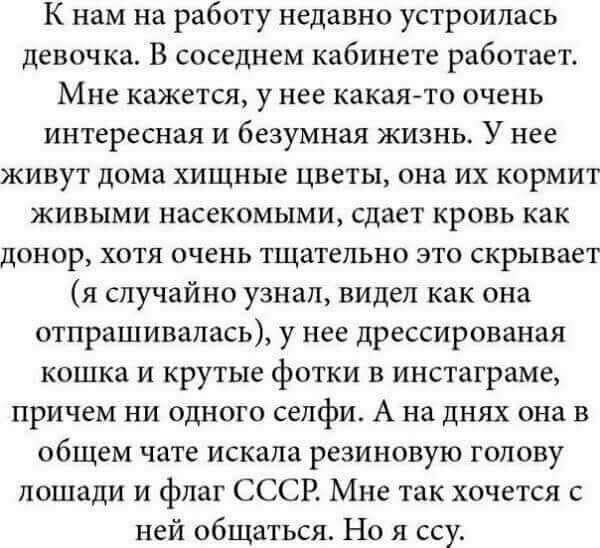 К нам на работу недавно устроилась
девочка. В соседнем кабинете работает.
Мне кажется, у нее какая-то очень
интересная и безумная жизнь. У нее
живут дома хищные цветы, она их кормит
живыми насекомыми, сдает кровь как
донор, хотя очень тщательно это скрывает
(я случайно узнал, видел как она
отпрашивалась), у нее дрессированая
кошка и крутые фотки в инстаграме,
причем ни одного селфи. А на днях она в
общем чате искала резиновую голову
лошади и флаг СССР. Мне так хочется с
ней общаться. Но я ссу.